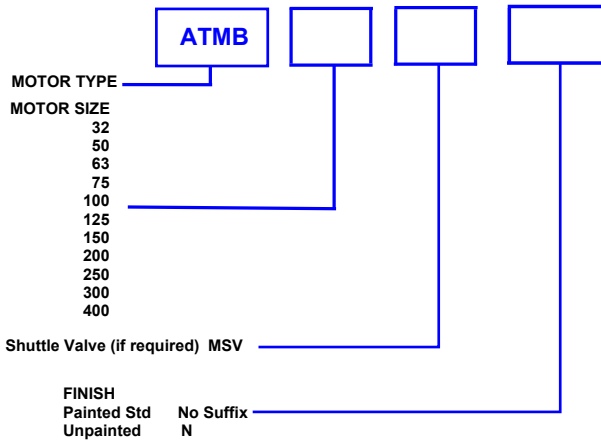 ATMB
MOTOR TYPE
MOTOR SIZE
32
50
63
75
100
125
150
200
250
300
400
Shuttle Valve (if required) MSV
FINISH
Painted Std No Suffix
Unpainted N